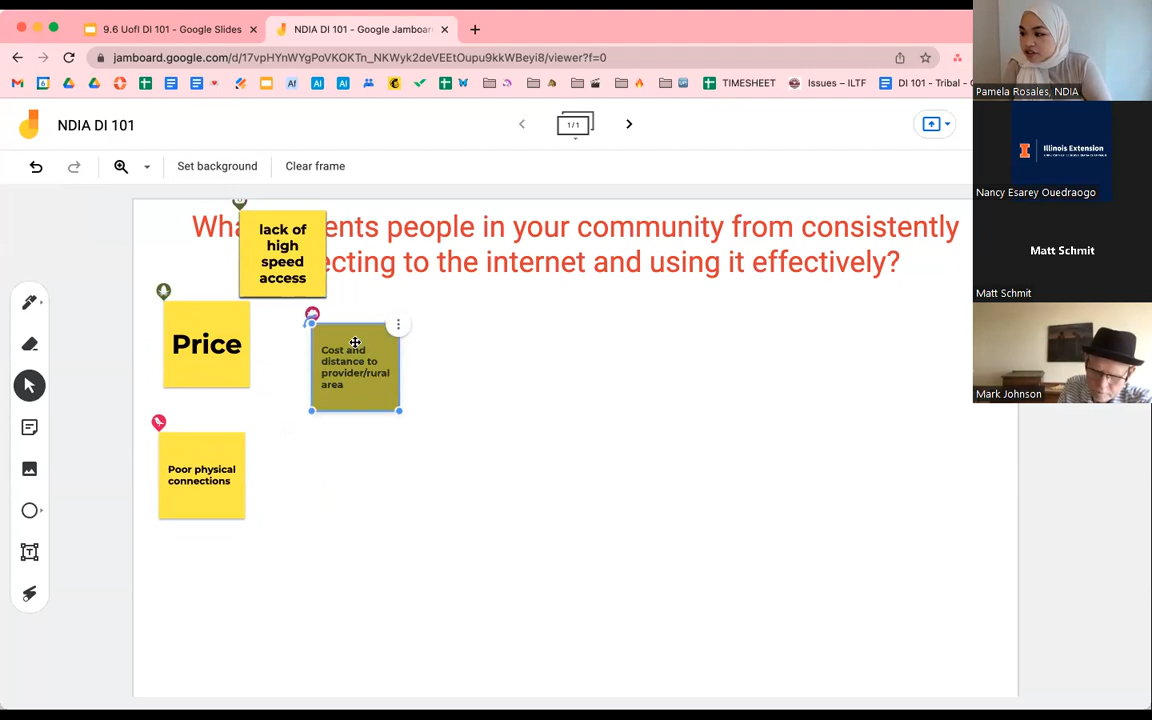 9.6 UofI DI 101 - Google Slides
NDIA DI 101 - Google Jamboard
jamboard.google.com/d/17vpHYnWYgPoVKOKTn_NKWyk2deVEEtOupu9kkWBeyi8/viewer?f=0
TIMESHEET
Issues – ILTF
DI 101 - Tribal - G
NDIA DI 101
1/1
Set background
Clear frame
Wha ents people in your community from consistently
ecting to the internet and using it effectively?
lack of
high
speed
access
Price
Cost and
distance to
provider/rural
area
Poor physical
connections
Pamela Rosales, NDIA
Illinois Extension
Nancy Esarey Ouedraogo
Matt Schmit
Matt Schmit
Mark Johnson